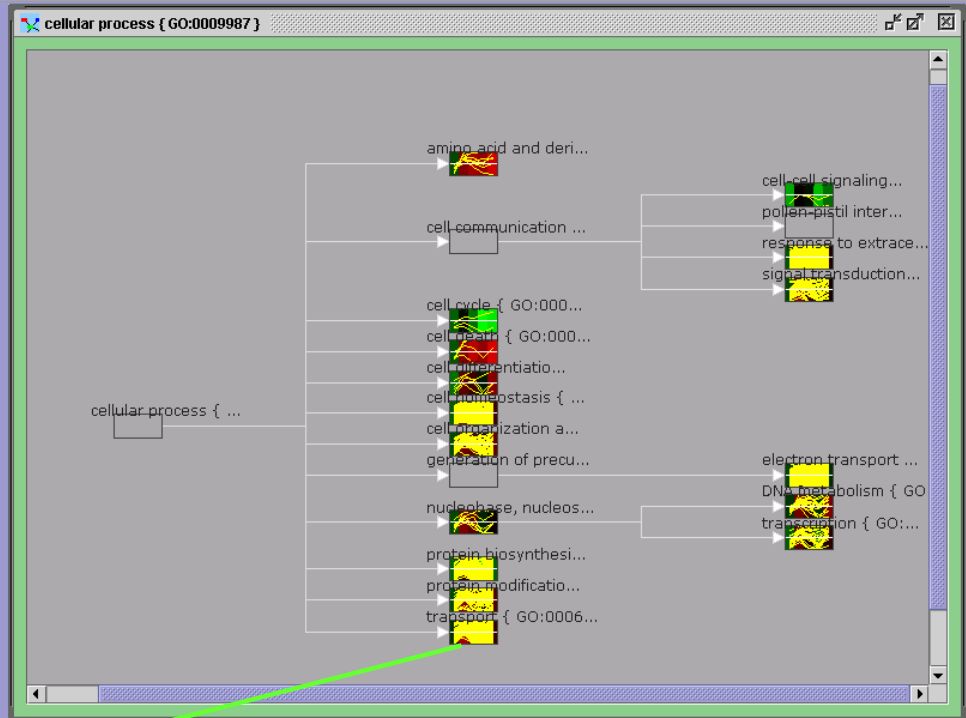 cellular process { GO:0009987 }
amino acid and deri...
cell-cell signaling...
pollen-pistil inter...
cell communication ...
response to extrace...
signal transduction...
cell cycle { GO:000...
cell death { GO:000...
cell differentiatio...
cell homeostasis { ...
cellular process { ...
cell organization a...
generation of precu...
electron transport ...
DNA metabolism { GO
nucleobase, nucleos...
transcription { GO:...
protein biosynthesi...
protein modificatio...
transport { GO:0006...